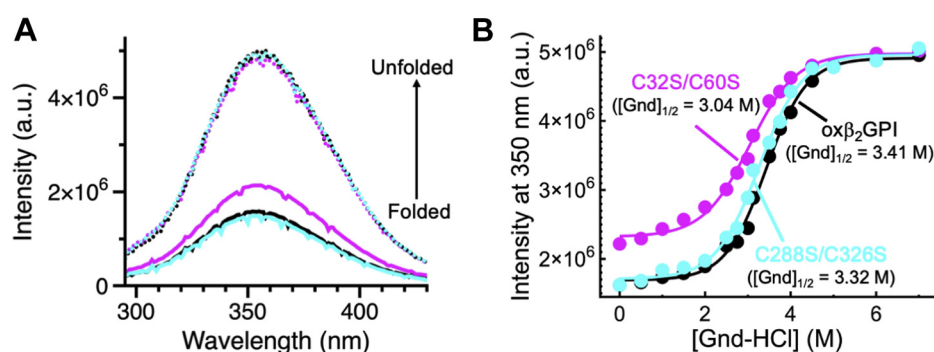 A
Intensity (a.u.)
4×10⁶
2×10⁶
0
300
350
400
Wavelength (nm)
Unfolded
Folded
B
Intensity at 350 nm (a.u.)
5×10⁶
4×10⁶
3×10⁶
2×10⁶
0
2
4
6
[Gnd-HCl] (M)
C32S/C60S
([Gnd]₁/₂ = 3.04 M)
oxβ₂GPI
([Gnd]₁/₂ = 3.41 M)
C288S/C326S
([Gnd]₁/₂ = 3.32 M)